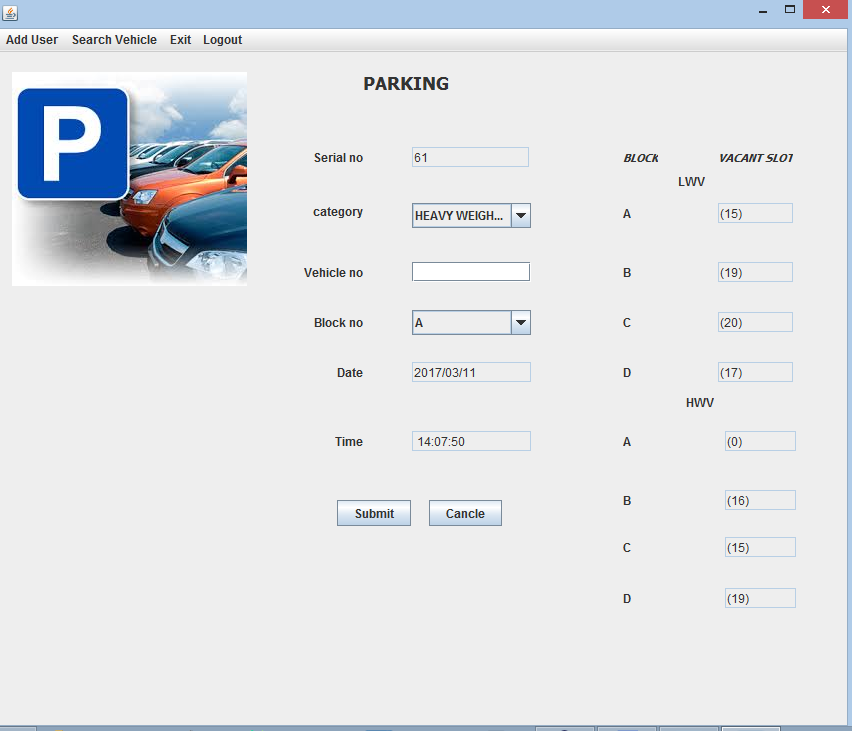 Add User Search Vehicle Exit Logout
P
PARKING
Serial no 61
category HEAVY WEIGH...
Vehicle no
Block no A
Date 2017/03/11
Time 14:07:50
Submit Cancle
BLOCK VACANT SLOT
LWV
A (15)
B (19)
C (20)
D (17)
HWV
A (0)
B (16)
C (15)
D (19)